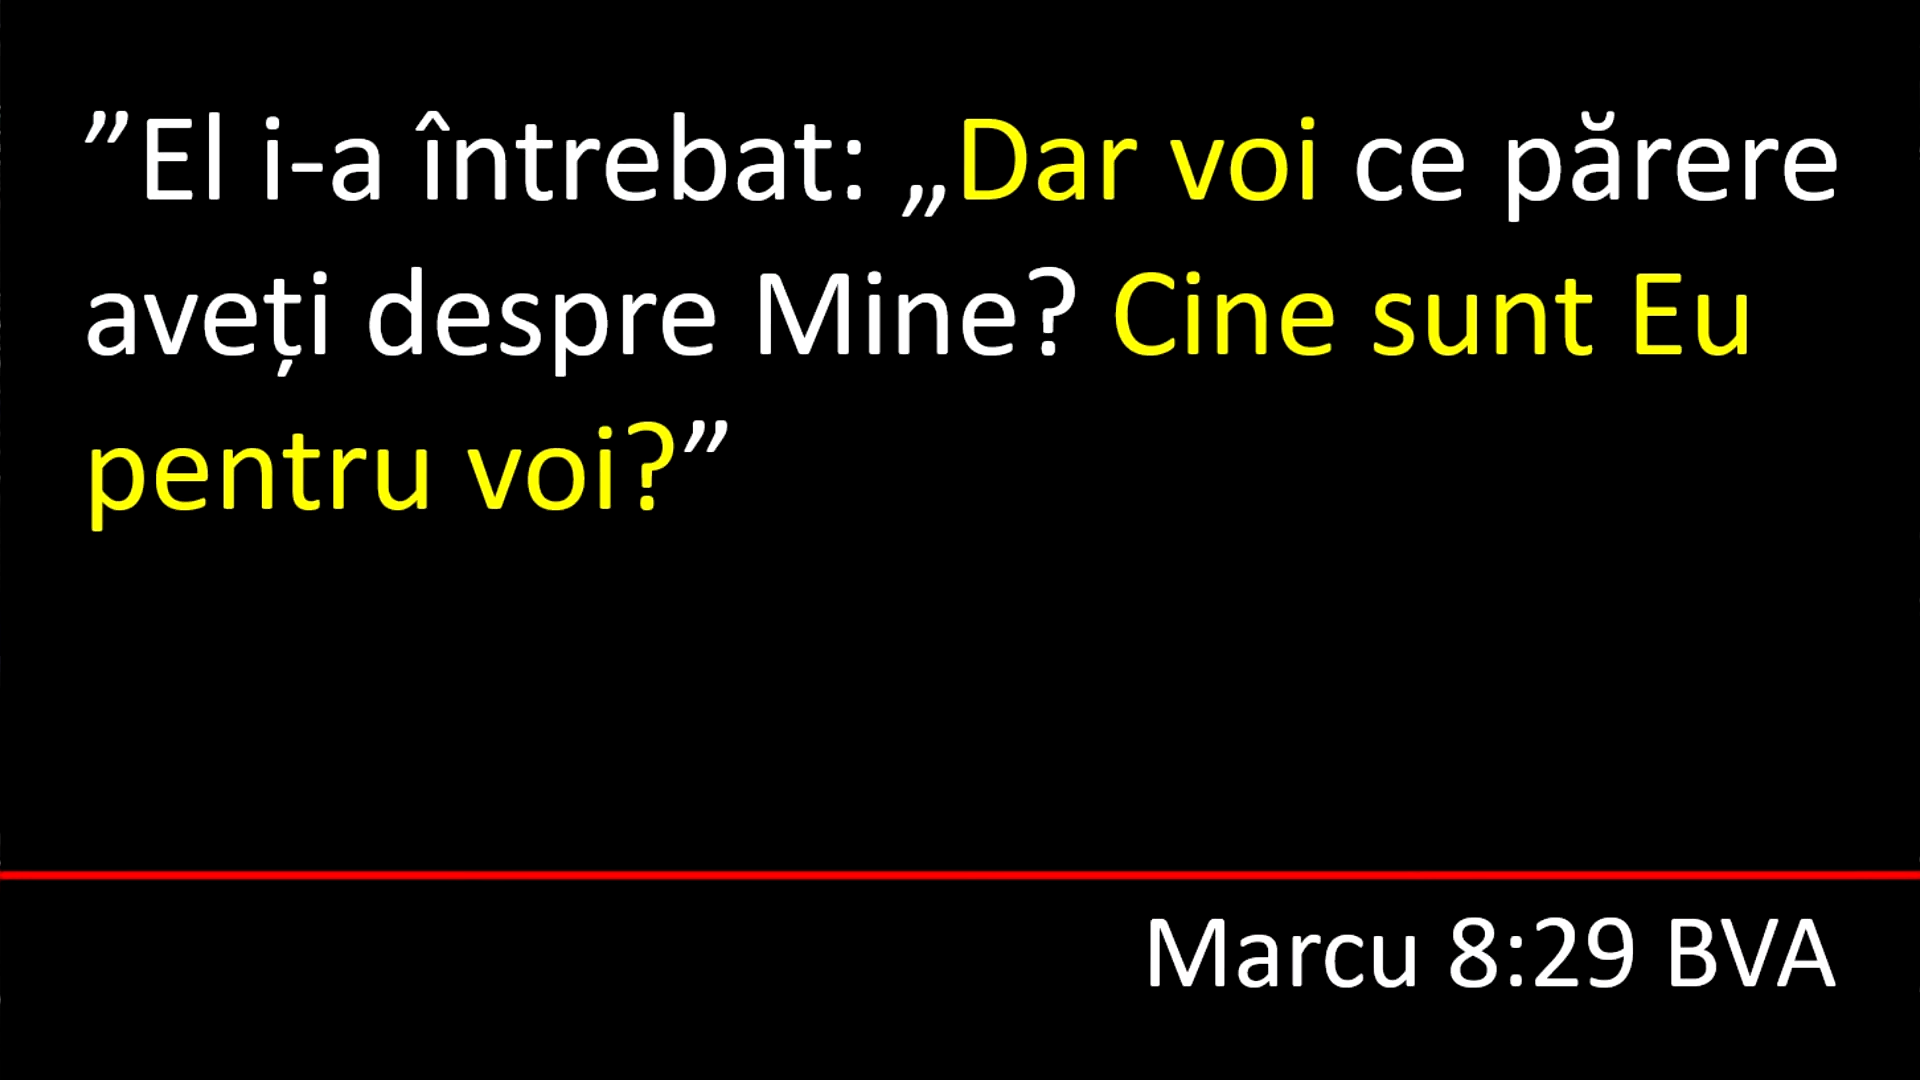 ”El i-a întrebat: „Dar voi ce părere
aveți despre Mine? Cine sunt Eu
pentru voi?”
Marcu 8:29 BVA